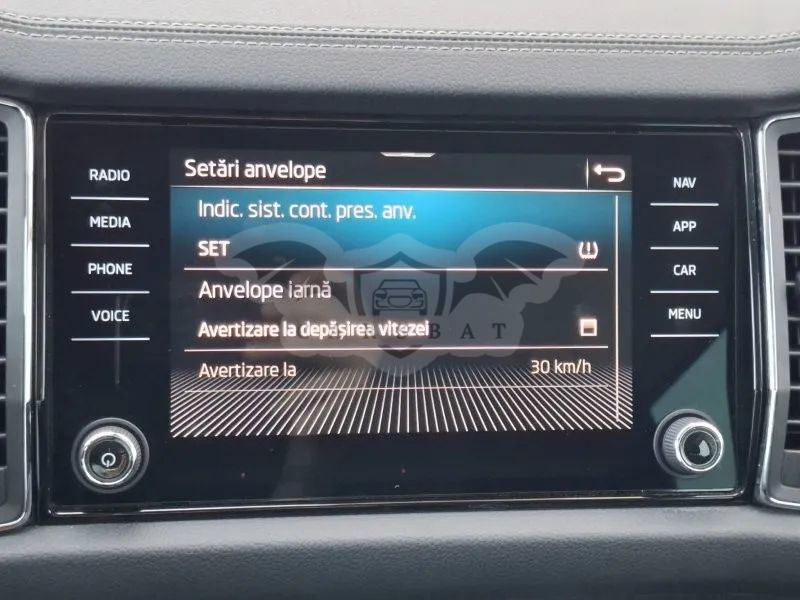 RADIO
MEDIA
PHONE
VOICE
Setări anvelope
Indic. sist. cont. pres. anv.
SET
Anvelope iarnă
Avertizare la depășirea vitezei
Avertizare la 30 km/h
NAV
APP
CAR
MENU